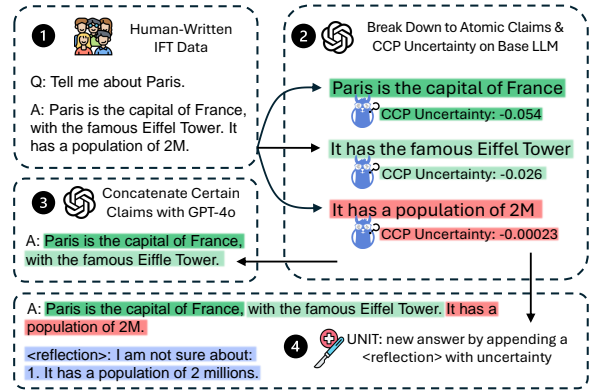 1
Human-Written
IFT Data
Q: Tell me about Paris.
A: Paris is the capital of France,
with the famous Eiffel Tower. It
has a population of 2M.
2
Break Down to Atomic Claims &
CCP Uncertainty on Base LLM
Paris is the capital of France
CCP Uncertainty: -0.054
It has the famous Eiffel Tower
CCP Uncertainty: -0.026
It has a population of 2M
CCP Uncertainty: -0.00023
3
Concatenate Certain
Claims with GPT-4o
A: Paris is the capital of France,
with the famous Eiffle Tower.
A: Paris is the capital of France, with the famous Eiffel Tower. It has a
population of 2M.
<reflection>: I am not sure about:
1. It has a population of 2 millions.
4
UNIT: new answer by appending a
<reflection> with uncertainty